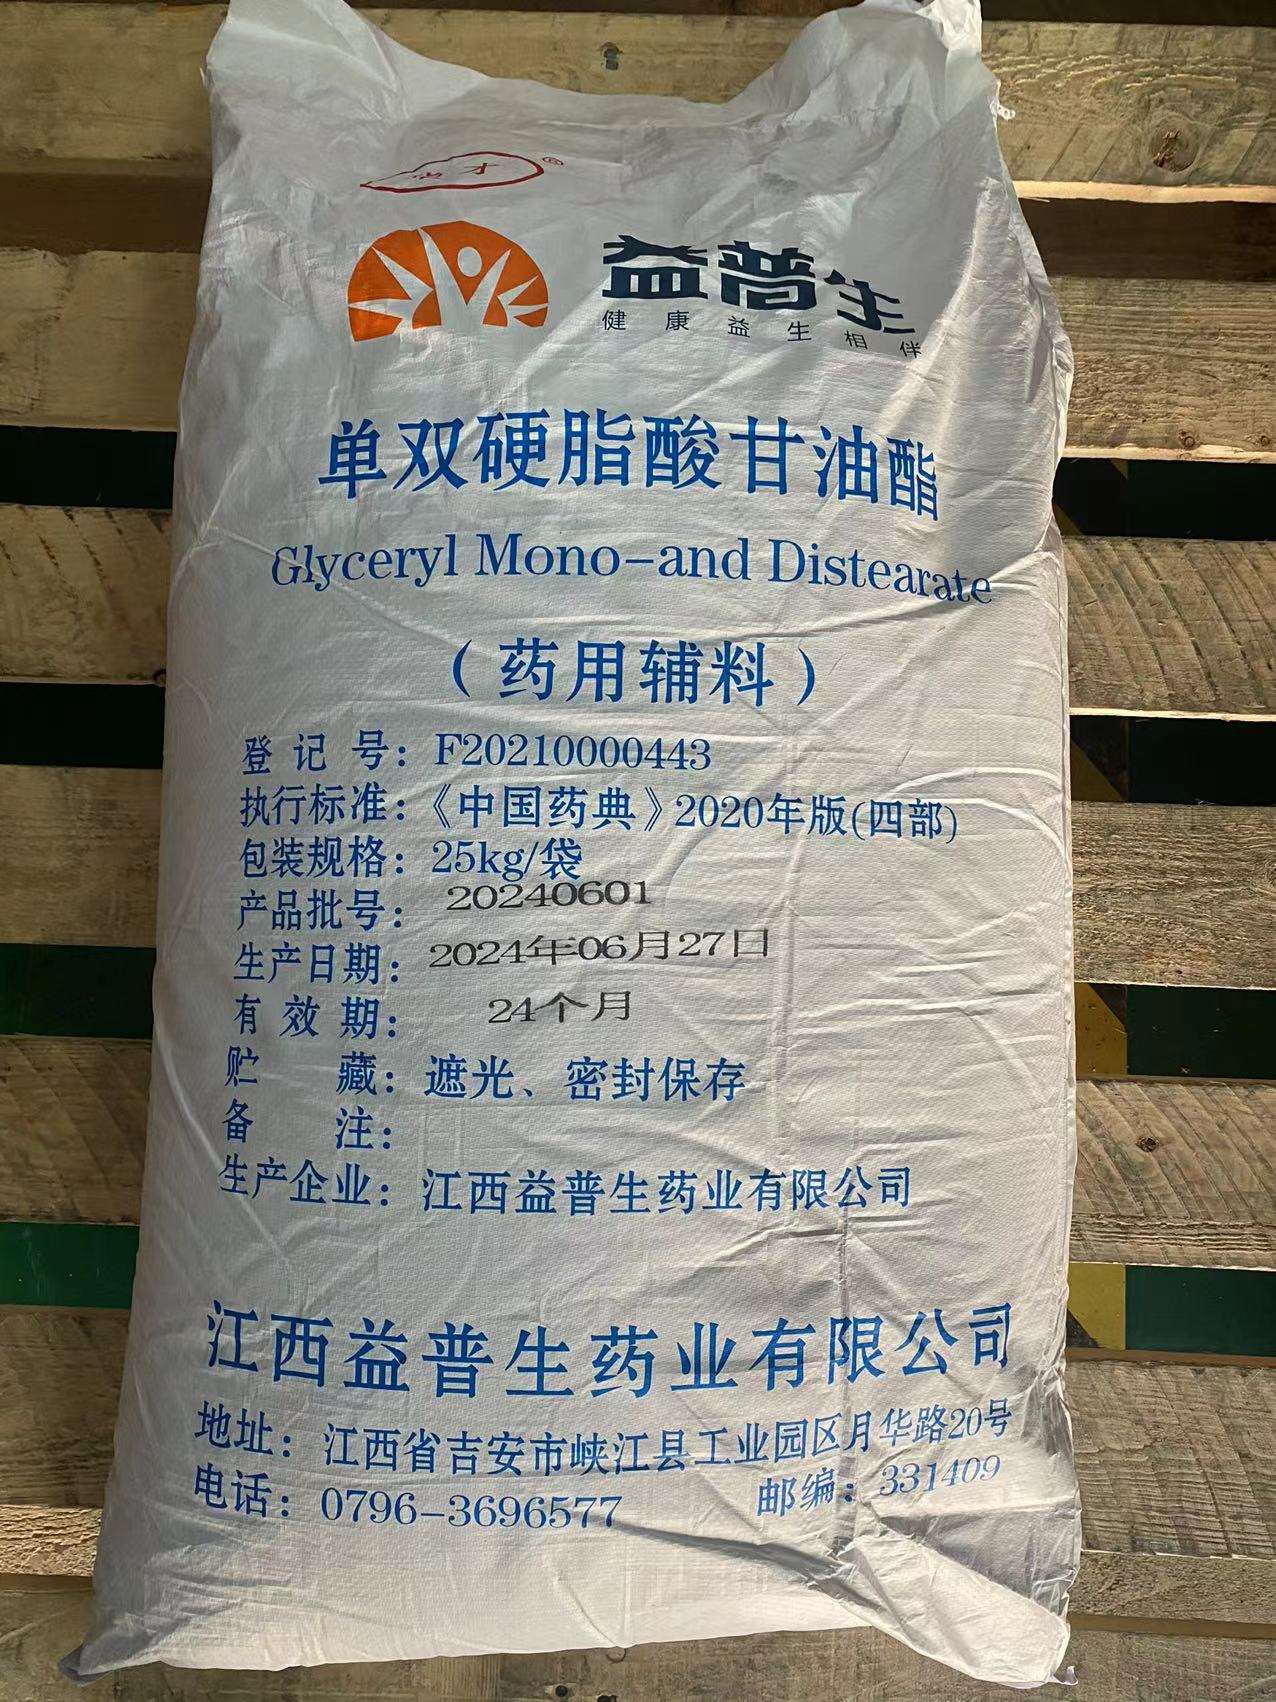 才®
益普生
健康益生相伴
单双硬脂酸甘油酯
Glyceryl Mono-and Distearate
（药用辅料）
登记号：F20210000443
执行标准：《中国药典》2020年版(四部)
包装规格：25kg/袋
产品批号：20240601
生产日期：2024年06月27日
有效期：24个月
贮藏：遮光、密封保存
备注：
生产企业：江西益普生药业有限公司
江西益普生药业有限公司
地址：江西省吉安市峡江县工业园区月华路20号
电话：0796-3696577 邮编：331409